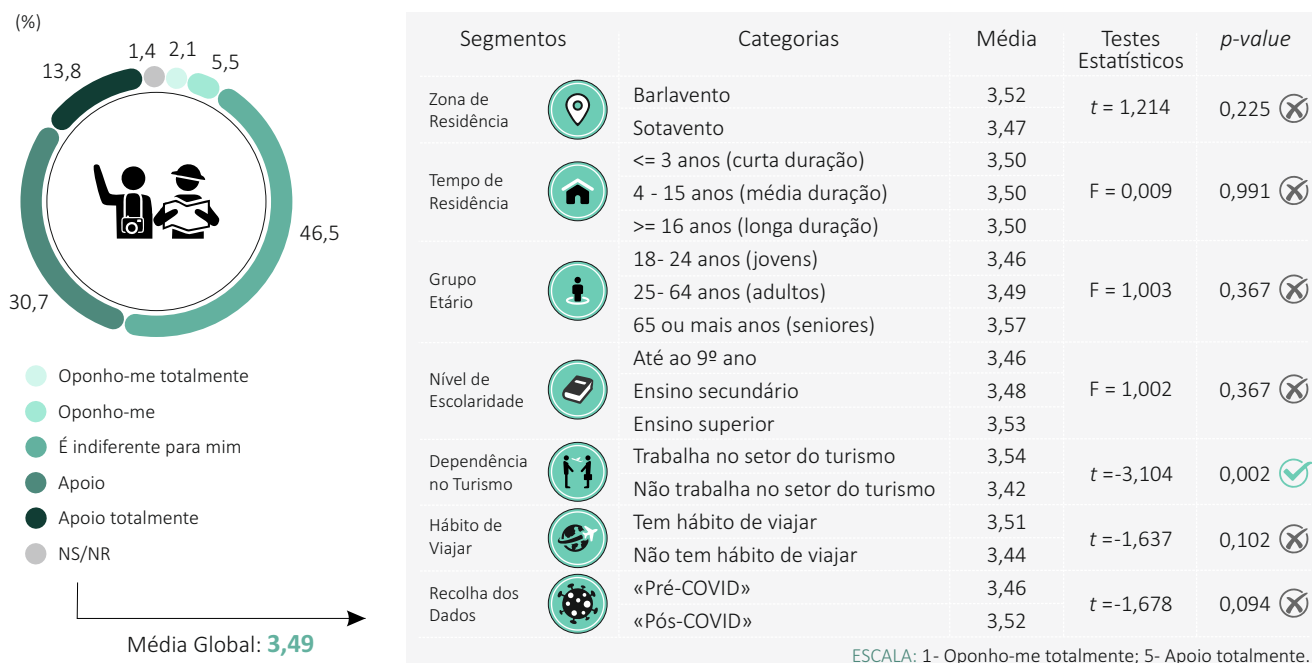 (%)
1,4
2,1
5,5
13,8
46,5
30,7
Oponho-me totalmente
Oponho-me
É indiferente para mim
Apoio
Apoio totalmente
NS/NR
Média Global: 3,49
Segmentos Categorias Média Testes Estatísticos p-value
Zona de Residência
Barlavento 3,52
Sotavento 3,47
t = 1,214 0,225
Tempo de Residência
<= 3 anos (curta duração) 3,50
4 - 15 anos (média duração) 3,50
>= 16 anos (longa duração) 3,50
F = 0,009 0,991
Grupo Etário
18- 24 anos (jovens) 3,46
25- 64 anos (adultos) 3,49
65 ou mais anos (seniores) 3,57
F = 1,003 0,367
Nível de Escolaridade
Até ao 9º ano 3,46
Ensino secundário 3,48
Ensino superior 3,53
F = 1,002 0,367
Dependência no Turismo
Trabalha no setor do turismo 3,54
Não trabalha no setor do turismo 3,42
t =-3,104 0,002
Hábito de Viajar
Tem hábito de viajar 3,51
Não tem hábito de viajar 3,44
t =-1,637 0,102
Recolha dos Dados
«Pré-COVID» 3,46
«Pós-COVID» 3,52
t =-1,678 0,094
ESCALA: 1- Oponho-me totalmente; 5- Apoio totalmente.